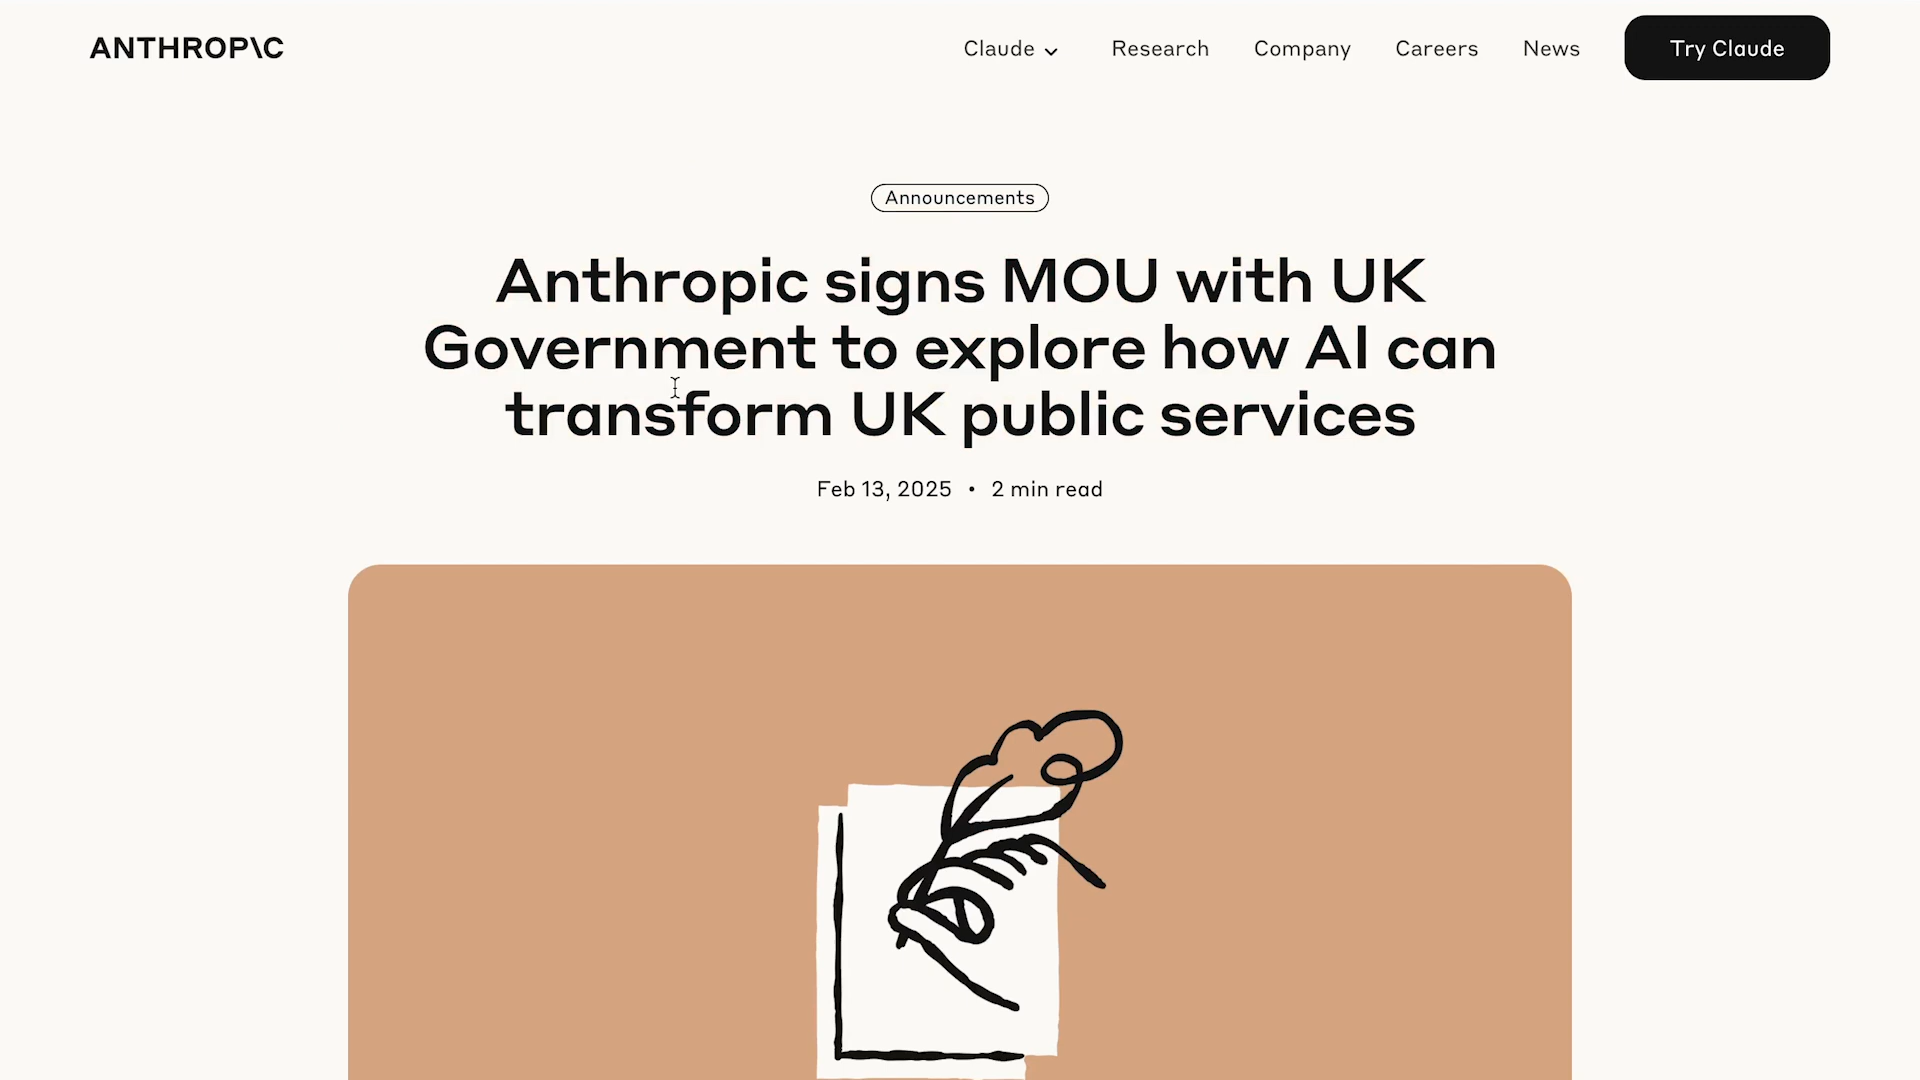 ANTHROP\C
Claude
Research
Company
Careers
News
Try Claude
Announcements
Anthropic signs MOU with UK
Government to explore how AI can
transform UK public services
Feb 13, 2025 • 2 min read